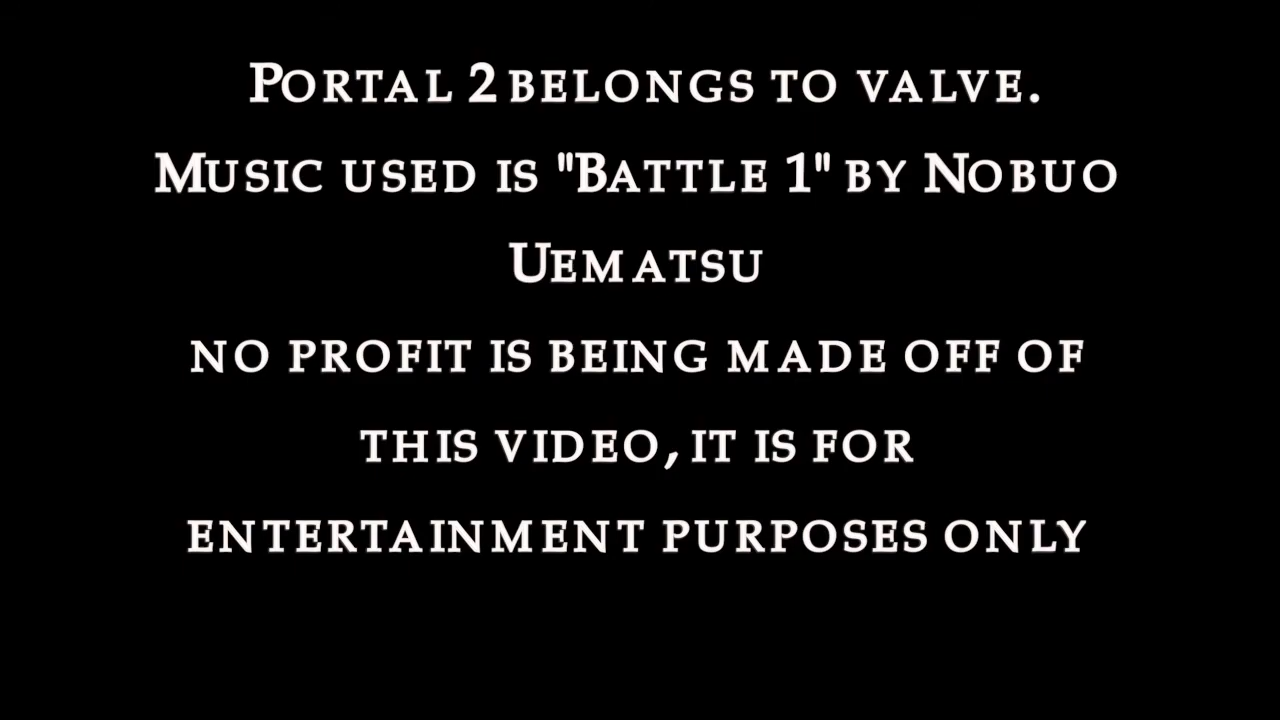 Portal 2 belongs to valve.
Music used is "Battle 1" by Nobuo
Uematsu
no profit is being made off of
this video, it is for
entertainment purposes only